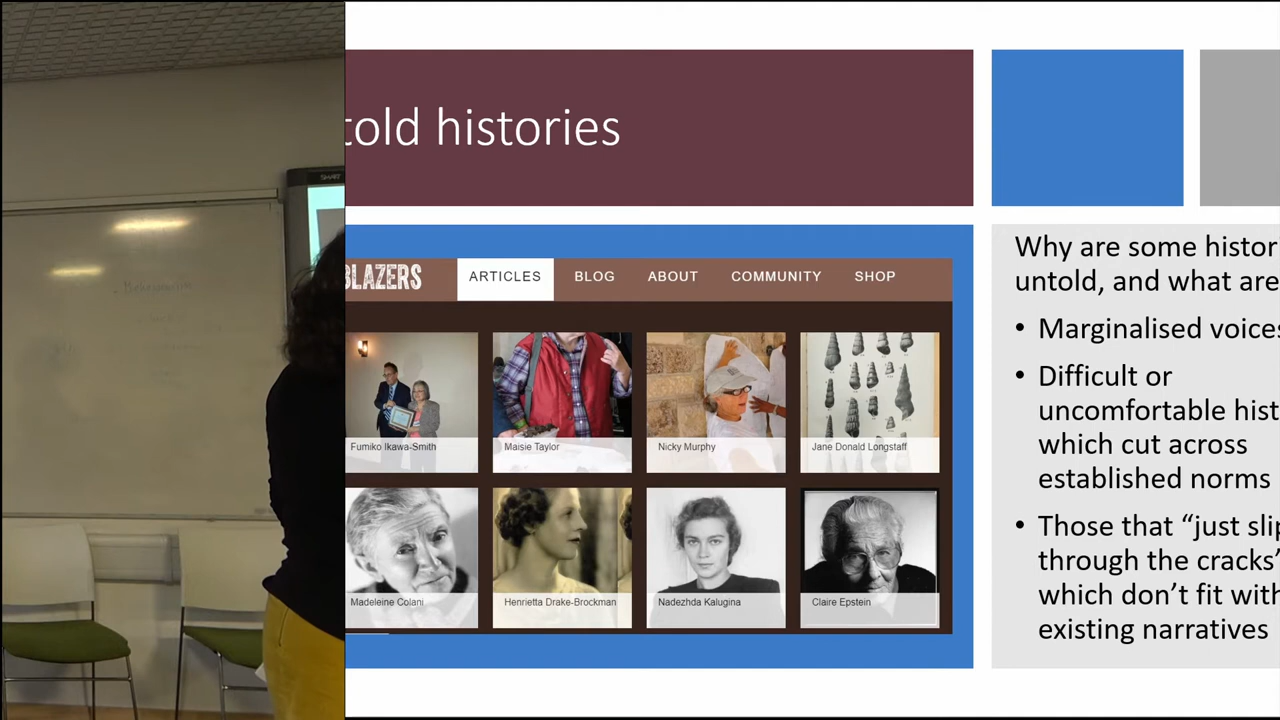 told histories
BLAZERS
ARTICLES BLOG ABOUT COMMUNITY SHOP
Fumiko Ikawa-Smith Maisie Taylor Nicky Murphy Jane Donald Longstaff
Madeleine Colani Henrietta Drake-Brockman Nadezhda Kalugina Claire Epstein
Why are some histori
untold, and what are
• Marginalised voices
• Difficult or
uncomfortable hist
which cut across
established norms
• Those that “just slip
through the cracks”
which don’t fit with
existing narratives
SMART